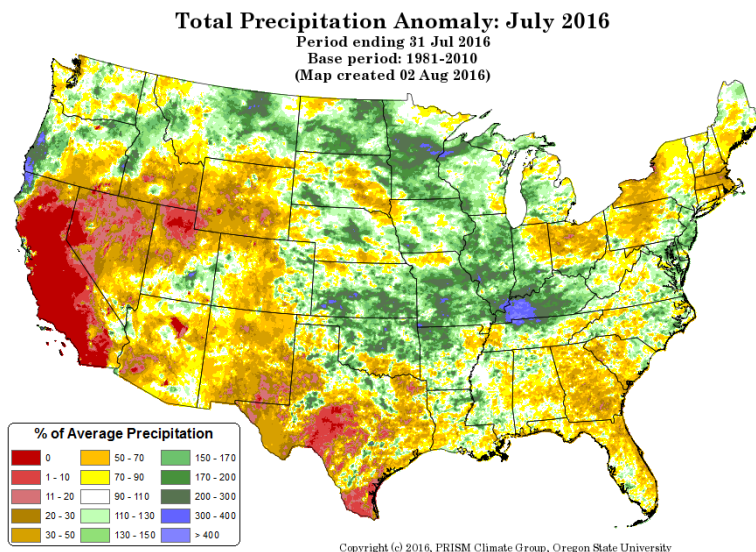 Total Precipitation Anomaly: July 2016
Period ending 31 Jul 2016
Base period: 1981-2010
(Map created 02 Aug 2016)
% of Average Precipitation
0
1 - 10
11 - 20
20 - 30
30 - 50
50 - 70
70 - 90
90 - 110
110 - 130
130 - 150
150 - 170
170 - 200
200 - 300
300 - 400
> 400
Copyright (c) 2016, PRISM Climate Group, Oregon State University